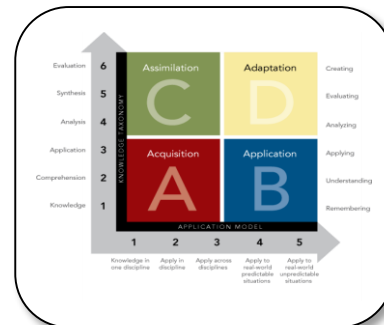 Evaluation 6 Assimilation Adaptation Creating
Synthesis 5 C D Evaluating
Analysis 4 Analyzing
Application 3 Acquisition Application Applying
Comprehension 2 A B Understanding
Knowledge 1 Remembering
KNOWLEDGE TAXONOMY
APPLICATION MODEL
1 2 3 4 5
Knowledge in Apply in Apply across Apply to Apply to
one discipline discipline disciplines real-world real-world
predictable unpredictable
situations situations